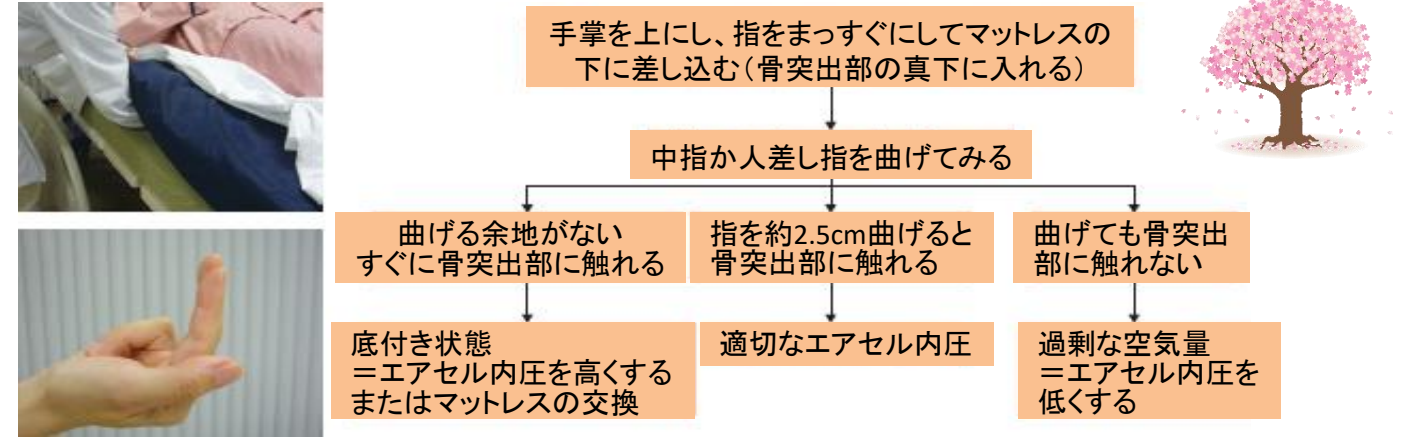 手掌を上にし、指をまっすぐにしてマットレスの
下に差し込む（骨突出部の真下に入れる）
中指か人差し指を曲げてみる
曲げる余地がない
すぐに骨突出部に触れる
指を約2.5cm曲げると
骨突出部に触れる
曲げても骨突出
部に触れない
底付き状態
＝エアセル内圧を高くする
またはマットレスの交換
適切なエアセル内圧
過剰な空気量
＝エアセル内圧を
低くする